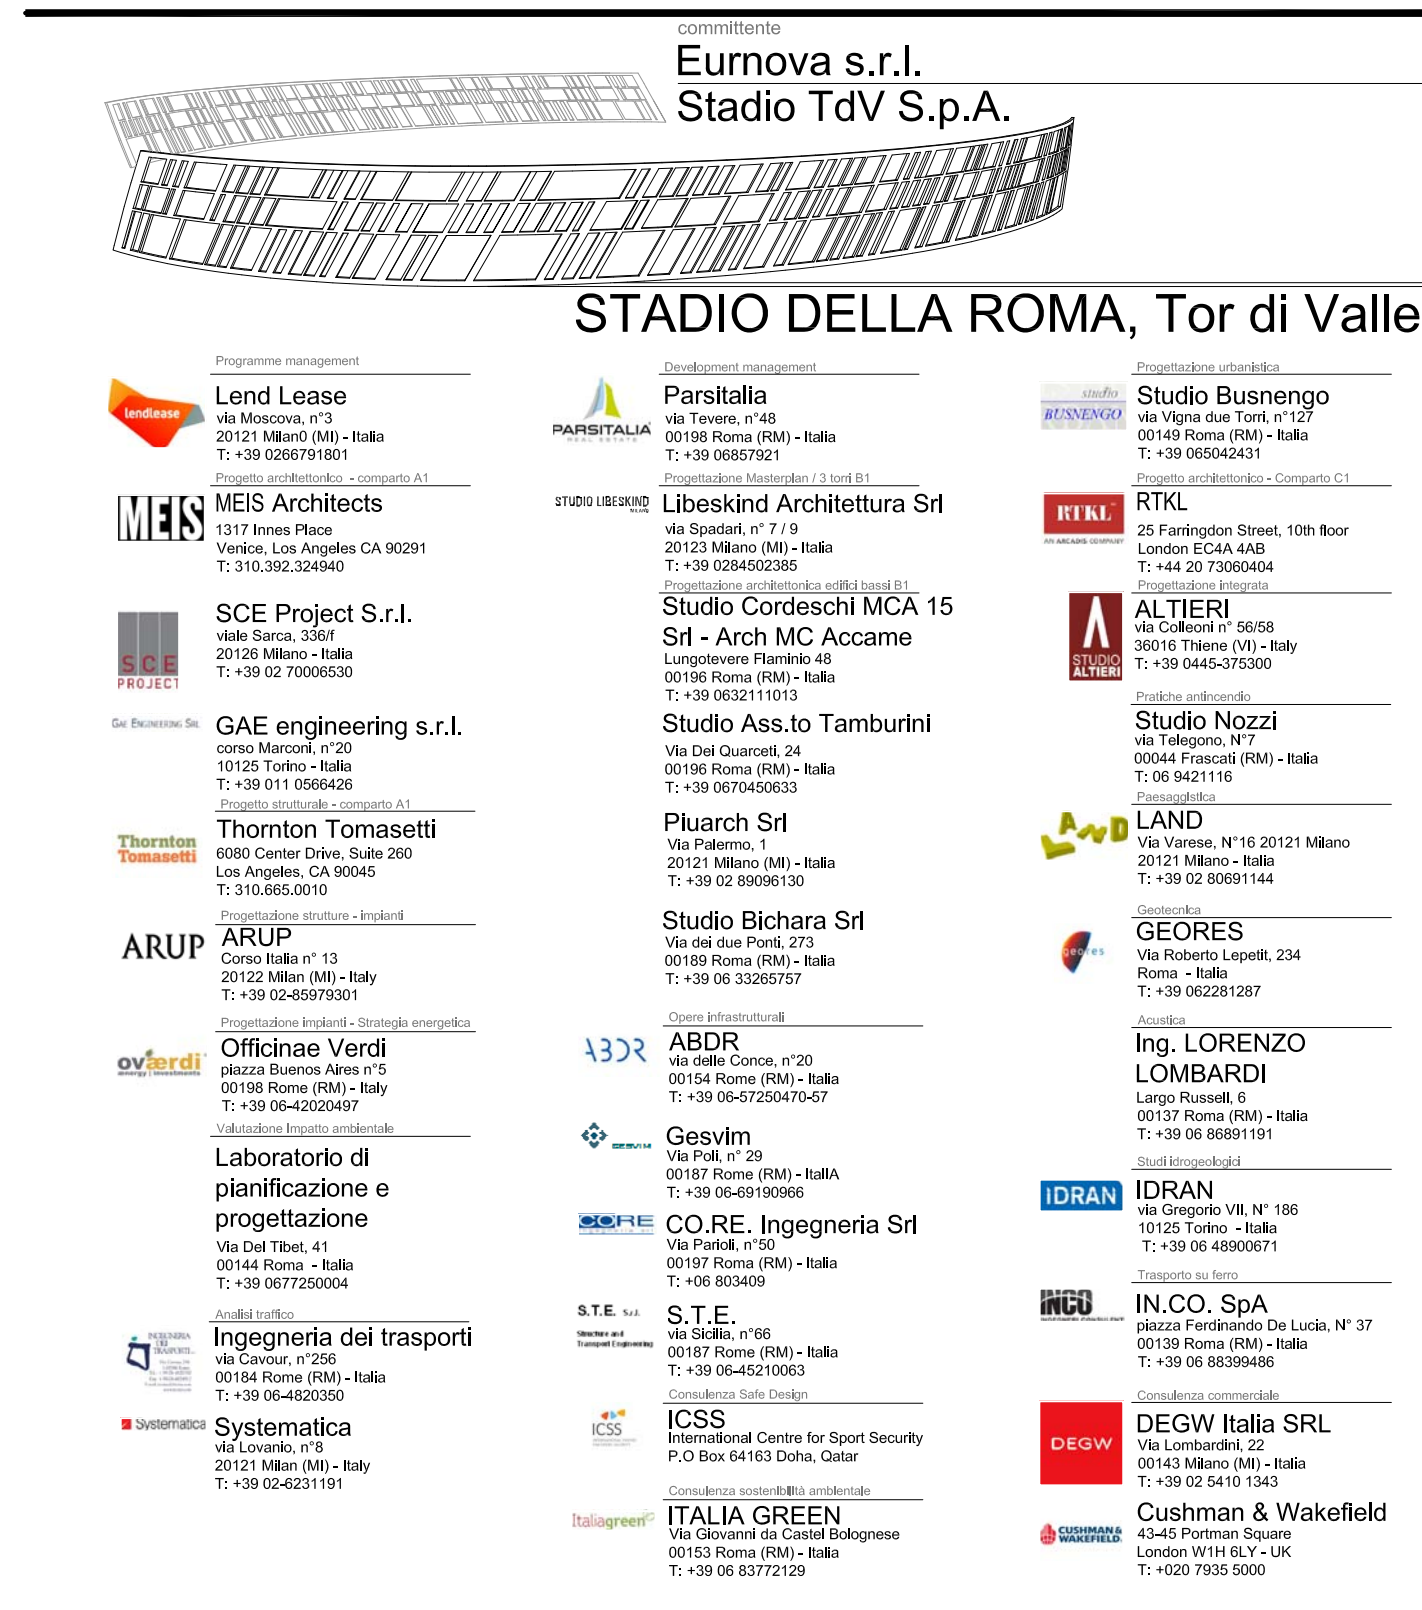 committente
Eurnova s.r.l.
Stadio TdV S.p.A.
STADIO DELLA ROMA, Tor di Valle
Programme management
lendlease
Lend Lease
via Moscova, n°3
20121 Milan0 (MI) - Italia
T: +39 0266791801
Progetto architettonico - comparto A1
MEIS
MEIS Architects
1317 Innes Place
Venice, Los Angeles CA 90291
T: 310.392.324940
SCE
PROJECT
SCE Project S.r.l.
viale Sarca, 336/f
20126 Milano - Italia
T: +39 02 70006530
GAE ENGINEERING SRL
GAE engineering s.r.l.
corso Marconi, n°20
10125 Torino - Italia
T: +39 011 0566426
Progetto strutturale - comparto A1
Thornton
Tomasetti
Thornton Tomasetti
6080 Center Drive, Suite 260
Los Angeles, CA 90045
T: 310.665.0010
Progettazione strutture - impianti
ARUP
ARUP
Corso Italia n° 13
20122 Milan (MI) - Italy
T: +39 02-85979301
Progettazione impianti - Strategia energetica
oværdi
energy | investments
Officinae Verdi
piazza Buenos Aires n°5
00198 Rome (RM) - Italy
T: +39 06-42020497
Valutazione Impatto ambientale
Laboratorio di
pianificazione e
progettazione
Via Del Tibet, 41
00144 Roma - Italia
T: +39 0677250004
Analisi traffico
INGEGNERIA
DEI
TRASPORTI
Ingegneria dei trasporti
via Cavour, n°256
00184 Rome (RM) - Italia
T: +39 06-4820350
Systematica
Systematica
via Lovanio, n°8
20121 Milan (MI) - Italy
T: +39 02-6231191
Development management
PARSITALIA
REAL ESTATE
Parsitalia
via Tevere, n°48
00198 Roma (RM) - Italia
T: +39 06857921
Progettazione Masterplan / 3 torri B1
STUDIO LIBESKIND
MILANO
Libeskind Architettura Srl
via Spadari, n° 7 / 9
20123 Milano (MI) - Italia
T: +39 0284502385
Progettazione architettonica edifici bassi B1
Studio Cordeschi MCA 15
Srl - Arch MC Accame
Lungotevere Flaminio 48
00196 Roma (RM) - Italia
T: +39 0632111013
Studio Ass.to Tamburini
Via Dei Quarceti, 24
00196 Roma (RM) - Italia
T: +39 0670450633
Piuarch Srl
Via Palermo, 1
20121 Milano (MI) - Italia
T: +39 02 89096130
Studio Bichara Srl
Via dei due Ponti, 273
00189 Roma (RM) - Italia
T: +39 06 33265757
Opere infrastrutturali
ABDR
ABDR
via delle Conce, n°20
00154 Rome (RM) - Italia
T: +39 06-57250470-57
GESVIM
Gesvim
Via Poli, n° 29
00187 Rome (RM) - ItalIA
T: +39 06-69190966
CORE
CO.RE. Ingegneria Srl
Via Parioli, n°50
00197 Roma (RM) - Italia
T: +06 803409
S.T.E. S.r.l.
Structure and
Transport Engineering
S.T.E.
via Sicilia, n°66
00187 Rome (RM) - Italia
T: +39 06-45210063
Consulenza Safe Design
ICSS
ICSS
International Centre for Sport Security
P.O Box 64163 Doha, Qatar
Consulenza sostenibilità ambientale
Italiagreen
ITALIA GREEN
Via Giovanni da Castel Bolognese
00153 Roma (RM) - Italia
T: +39 06 83772129
Progettazione urbanistica
studio
BUSNENGO
Studio Busnengo
via Vigna due Torri, n°127
00149 Roma (RM) - Italia
T: +39 065042431
Progetto architettonico - Comparto C1
RTKL
AN ARCADIS COMPANY
RTKL
25 Farringdon Street, 10th floor
London EC4A 4AB
T: +44 20 73060404
Progettazione integrata
STUDIO
ALTIERI
ALTIERI
via Colleoni n° 56/58
36016 Thiene (VI) - Italy
T: +39 0445-375300
Pratiche antincendio
Studio Nozzi
via Telegono, N°7
00044 Frascati (RM) - Italia
T: 06 9421116
Paesaggistica
LAND
LAND
Via Varese, N°16 20121 Milano
20121 Milano - Italia
T: +39 02 80691144
Geotecnica
geores
GEORES
Via Roberto Lepetit, 234
Roma - Italia
T: +39 062281287
Acustica
Ing. LORENZO
LOMBARDI
Largo Russell, 6
00137 Roma (RM) - Italia
T: +39 06 86891191
Studi idrogeologici
IDRAN
IDRAN
via Gregorio VII, N° 186
10125 Torino - Italia
T: +39 06 48900671
Trasporto su ferro
INCO
IN.CO. SpA
piazza Ferdinando De Lucia, N° 37
00139 Roma (RM) - Italia
T: +39 06 88399486
Consulenza commerciale
DEGW
DEGW Italia SRL
Via Lombardini, 22
00143 Milano (MI) - Italia
T: +39 02 5410 1343
CUSHMAN &
WAKEFIELD
Cushman & Wakefield
43-45 Portman Square
London W1H 6LY - UK
T: +020 7935 5000